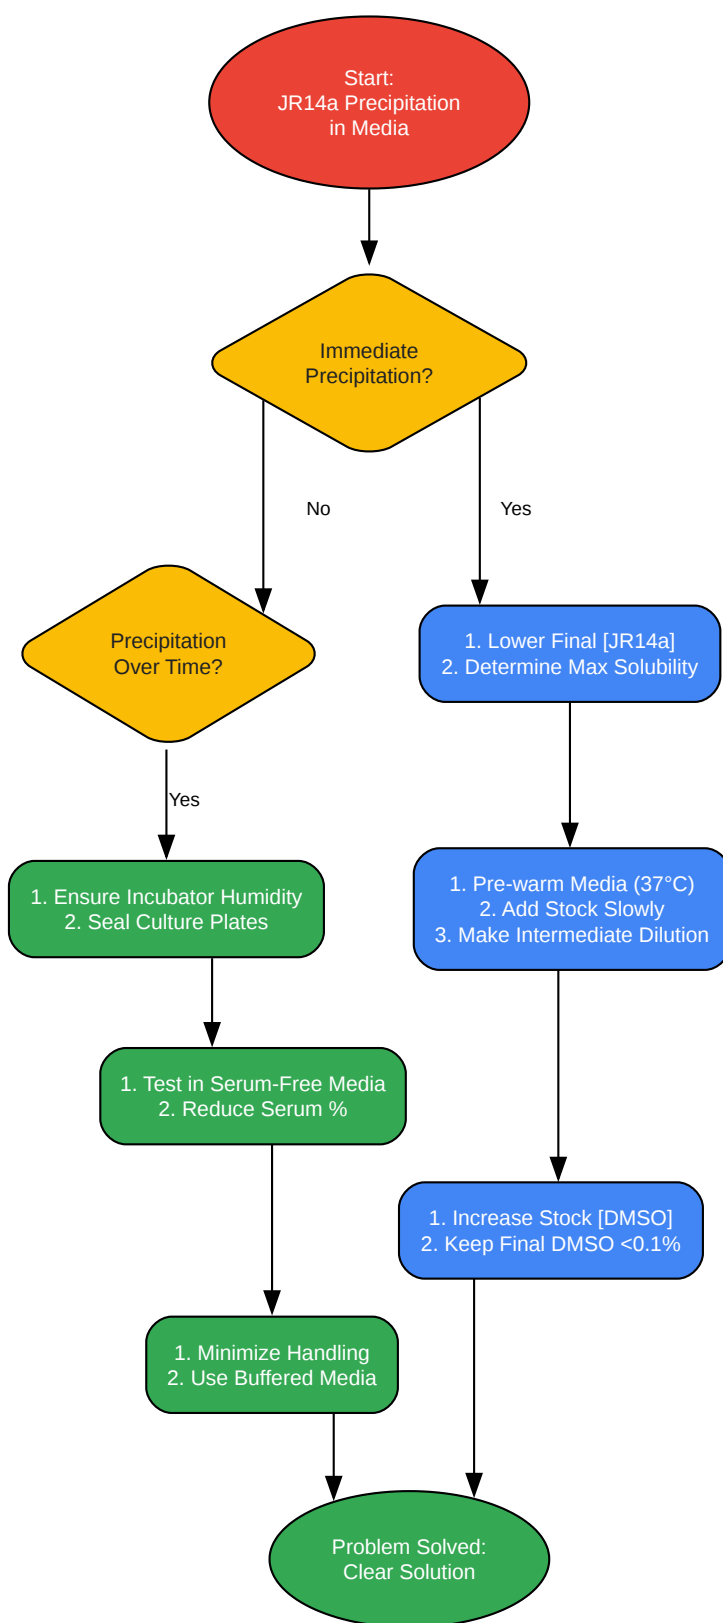 Start:
JR14a Precipitation
in Media
Immediate
Precipitation?
No
Yes
Precipitation
Over Time?
1. Lower Final [JR14a]
2. Determine Max Solubility
Yes
1. Ensure Incubator Humidity
2. Seal Culture Plates
1. Pre-warm Media (37°C)
2. Add Stock Slowly
3. Make Intermediate Dilution
1. Test in Serum-Free Media
2. Reduce Serum %
1. Increase Stock [DMSO]
2. Keep Final DMSO <0.1%
1. Minimize Handling
2. Use Buffered Media
Problem Solved:
Clear Solution